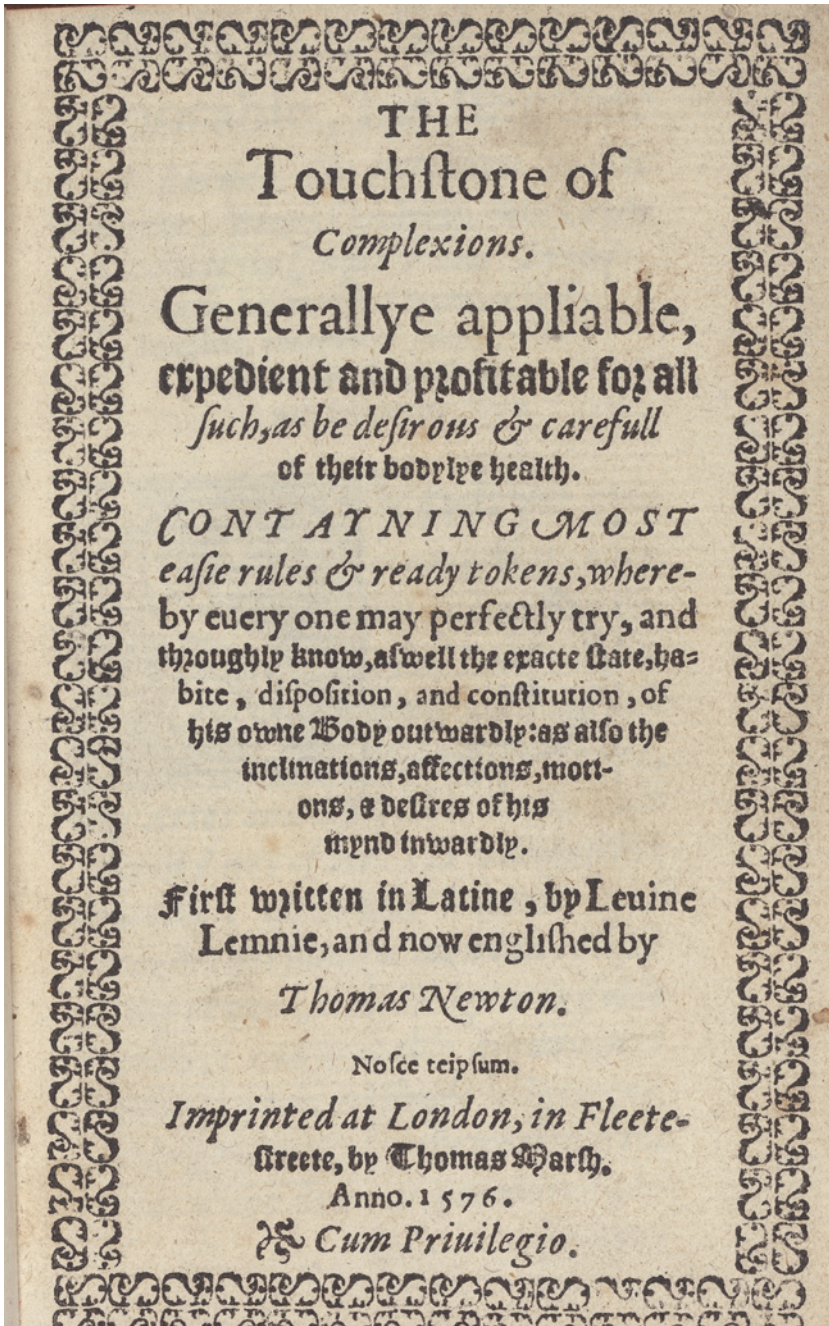 THE
Touchſtone of
Complexions.
Generallye appliable,
expedient and profitable for all
ſuch, as be deſirous & carefull
of their bodylye health.
CONTAYNING MOST
eaſie rules & ready tokens, where-
by euery one may perfectly try, and
throughly know, aſwell the exacte ſtate, ha-
bite, diſpoſition, and conſtitution, of
his owne Body outwardly: as alſo the
inclinations, affections, moti-
ons, & deſires of his
mynd inwardly.
Firſt written in Latine, by Leuine
Lemnie, and now engliſhed by
Thomas Newton.
Noſce teipſum.
Imprinted at London, in Fleete-
ſtreete, by Thomas Marſh.
Anno. 1576.
Cum Priuilegio.